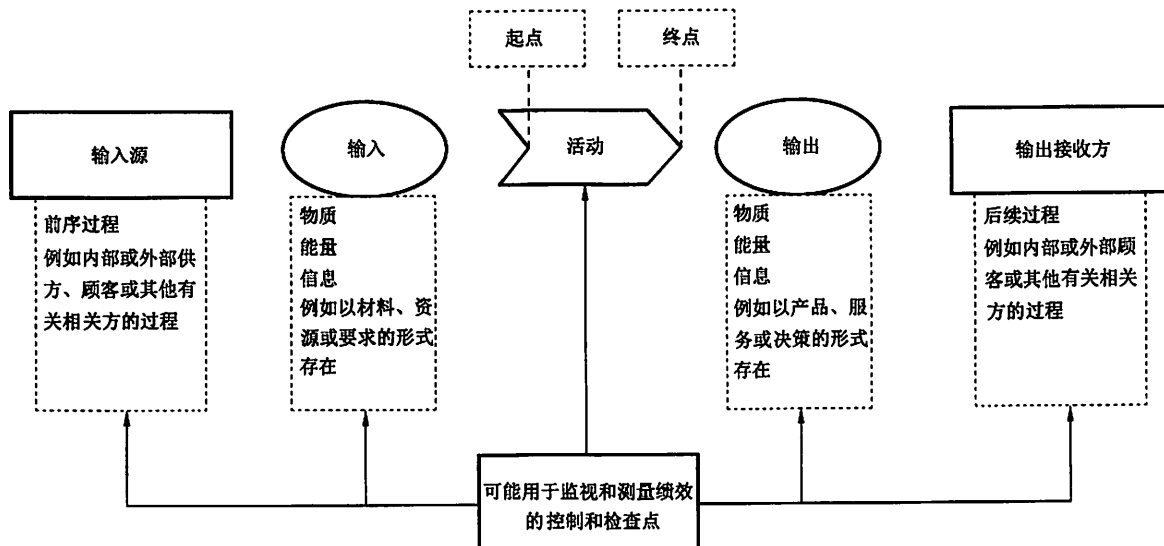 起点
终点
输入源
输入
活动
输出
输出接收方
前序过程
例如内部或外部供
方、顾客或其他有
关相关方的过程
物质
能量
信息
例如以材料、资
源或要求的形式
存在
物质
能量
信息
例如以产品、服
务或决策的形式
存在
后续过程
例如内部或外部顾
客或其他有关相关
方的过程
可能用于监视和测量绩效
的控制和检查点